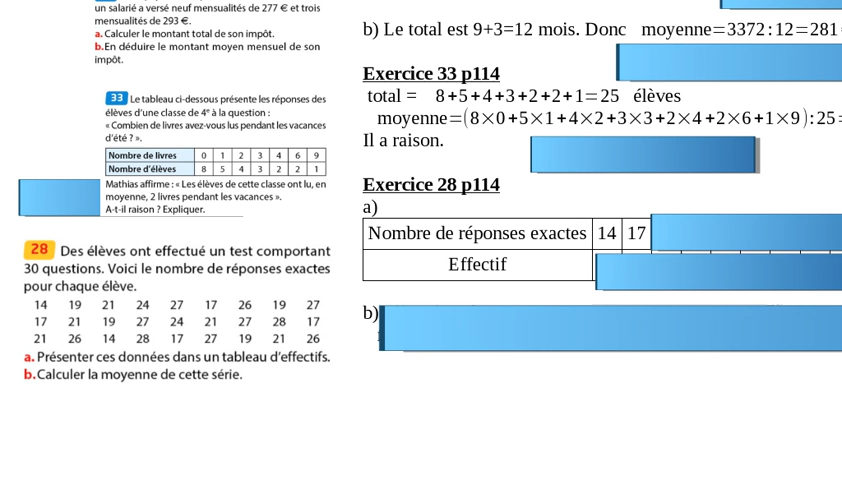 un salarié a versé neuf mensualités de 277 € et trois
mensualités de 293 €.
a. Calculer le montant total de son impôt.
b.En déduire le montant moyen mensuel de son
impôt.
33 Le tableau ci-dessous présente les réponses des
élèves d'une classe de 4e à la question :
« Combien de livres avez-vous lus pendant les vacances
d'été ? ».
Nombre de livres 0 1 2 3 4 6 9
Nombre d'élèves 8 5 4 3 2 2 1
Mathias affirme : « Les élèves de cette classe ont lu, en
moyenne, 2 livres pendant les vacances ».
A-t-il raison ? Expliquer.
28 Des élèves ont effectué un test comportant
30 questions. Voici le nombre de réponses exactes
pour chaque élève.
14 19 21 24 27 17 26 19 27
17 21 19 27 24 21 27 28 17
21 26 14 28 17 27 19 21 26
a. Présenter ces données dans un tableau d'effectifs.
b.Calculer la moyenne de cette série.
b) Le total est 9+3=12 mois. Donc moyenne=3372:12=281
Exercice 33 p114
total = 8+5+4+3+2+2+1=25 élèves
moyenne=(8×0+5×1+4×2+3×3+2×4+2×6+1×9):25=
Il a raison.
Exercice 28 p114
a)
Nombre de réponses exactes 14 17
Effectif
b)